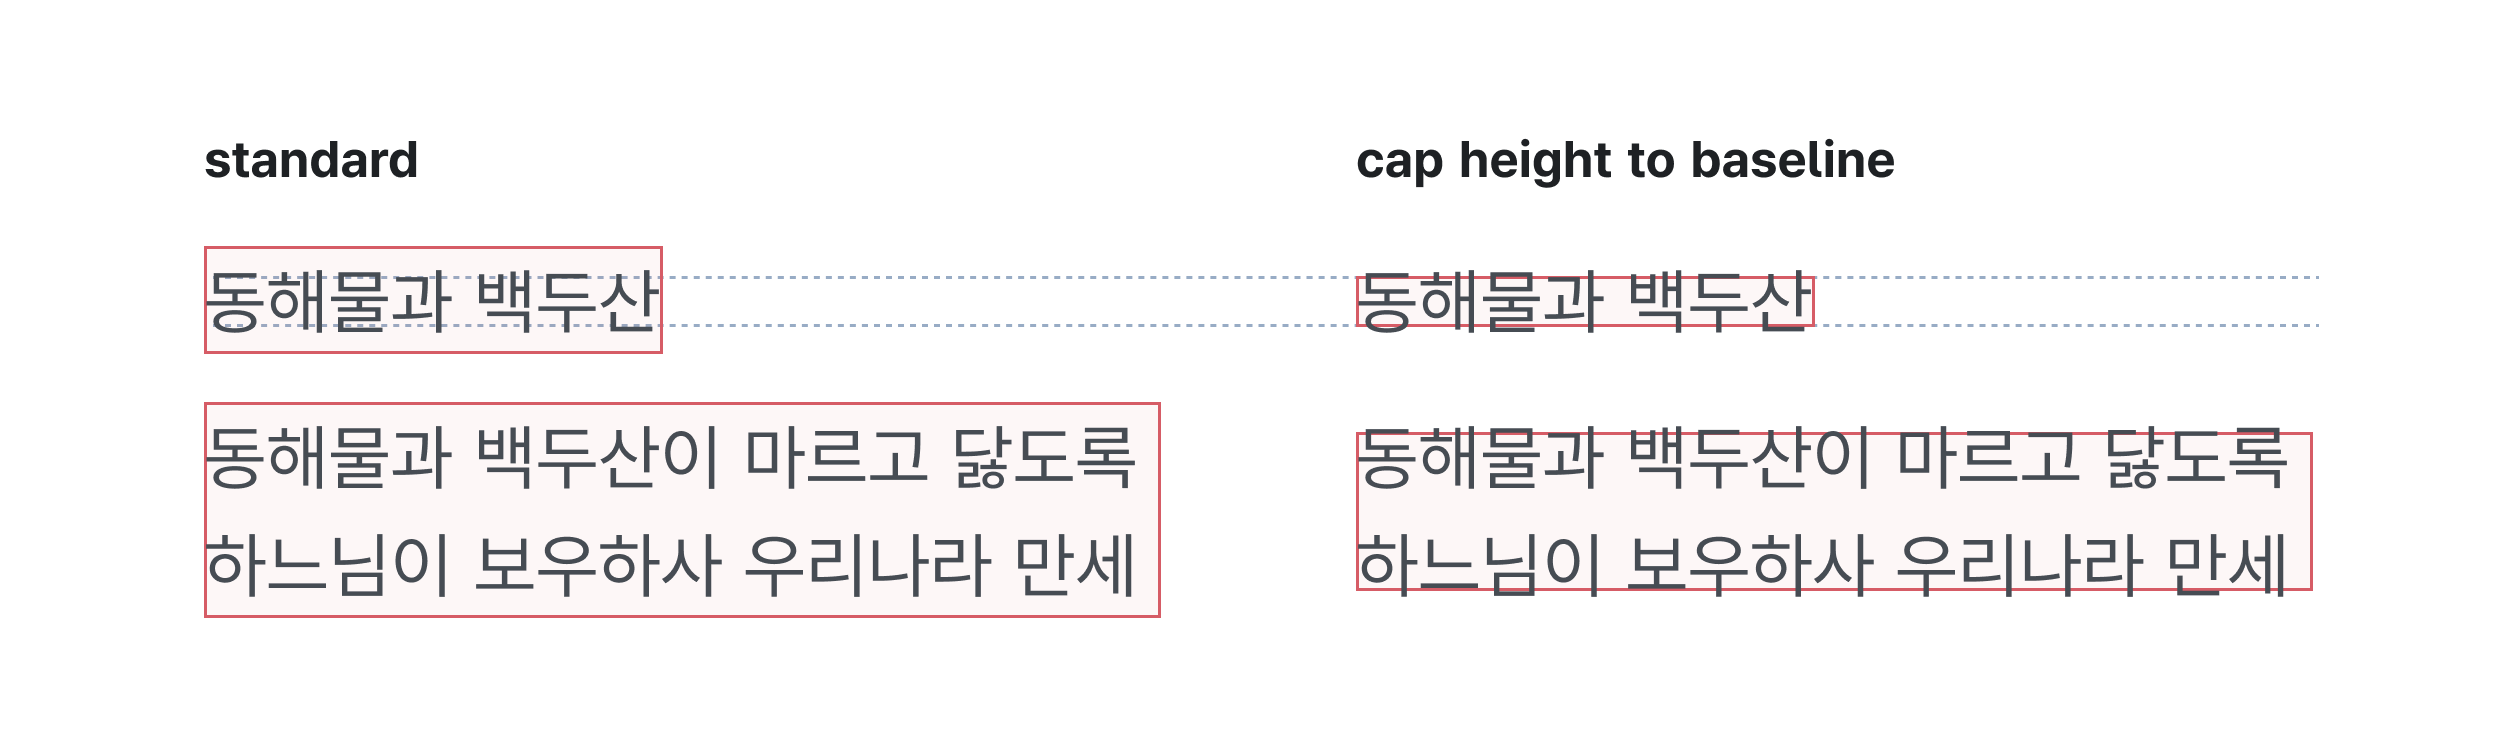 standard
cap height to baseline
동해물과 백두산
동해물과 백두산
동해물과 백두산이 마르고 닳도록
하느님이 보우하사 우리나라 만세
동해물과 백두산이 마르고 닳도록
하느님이 보우하사 우리나라 만세